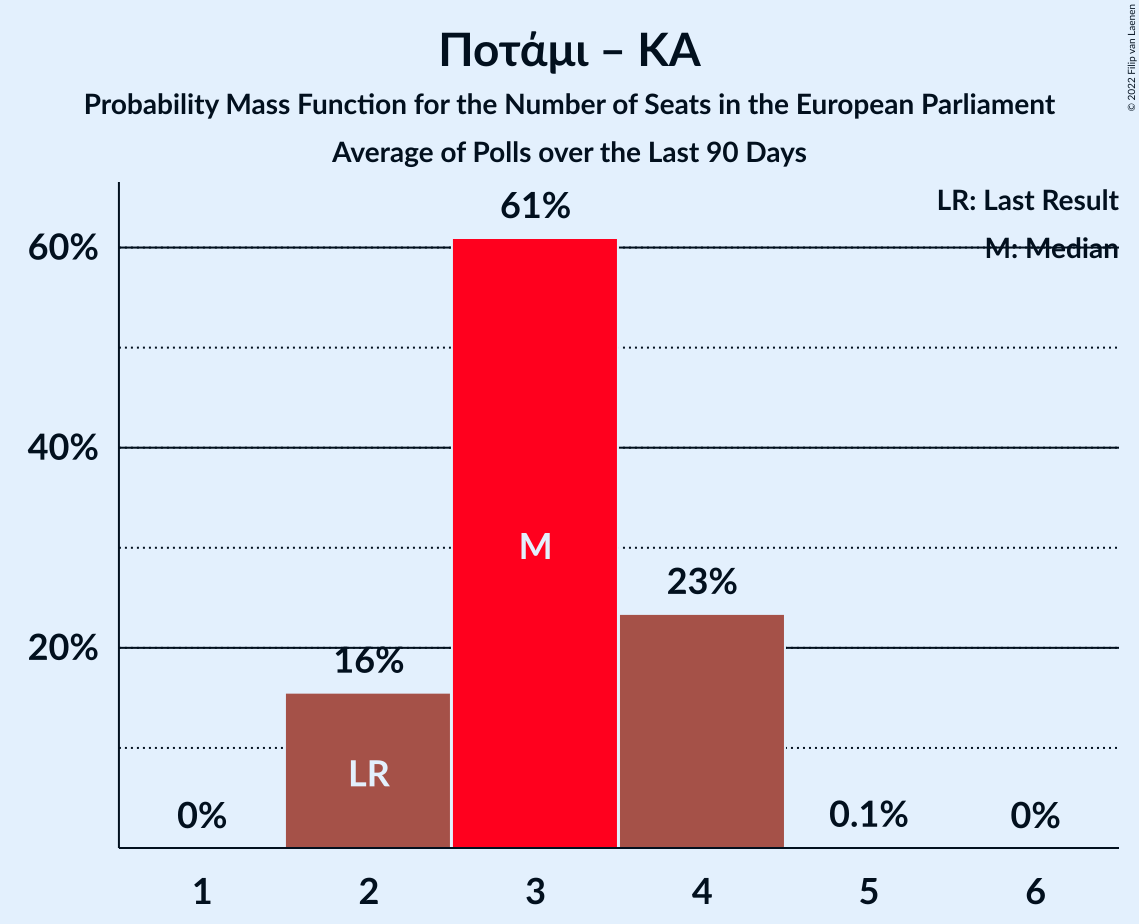 Ποτάμι – ΚΑ
Probability Mass Function for the Number of Seats in the European Parliament
Average of Polls over the Last 90 Days
© 2022 Filip van Laenen
LR: Last Result
M: Median
60%
40%
20%
0%
16%
61%
23%
0.1%
0%
LR
M
1
2
3
4
5
6